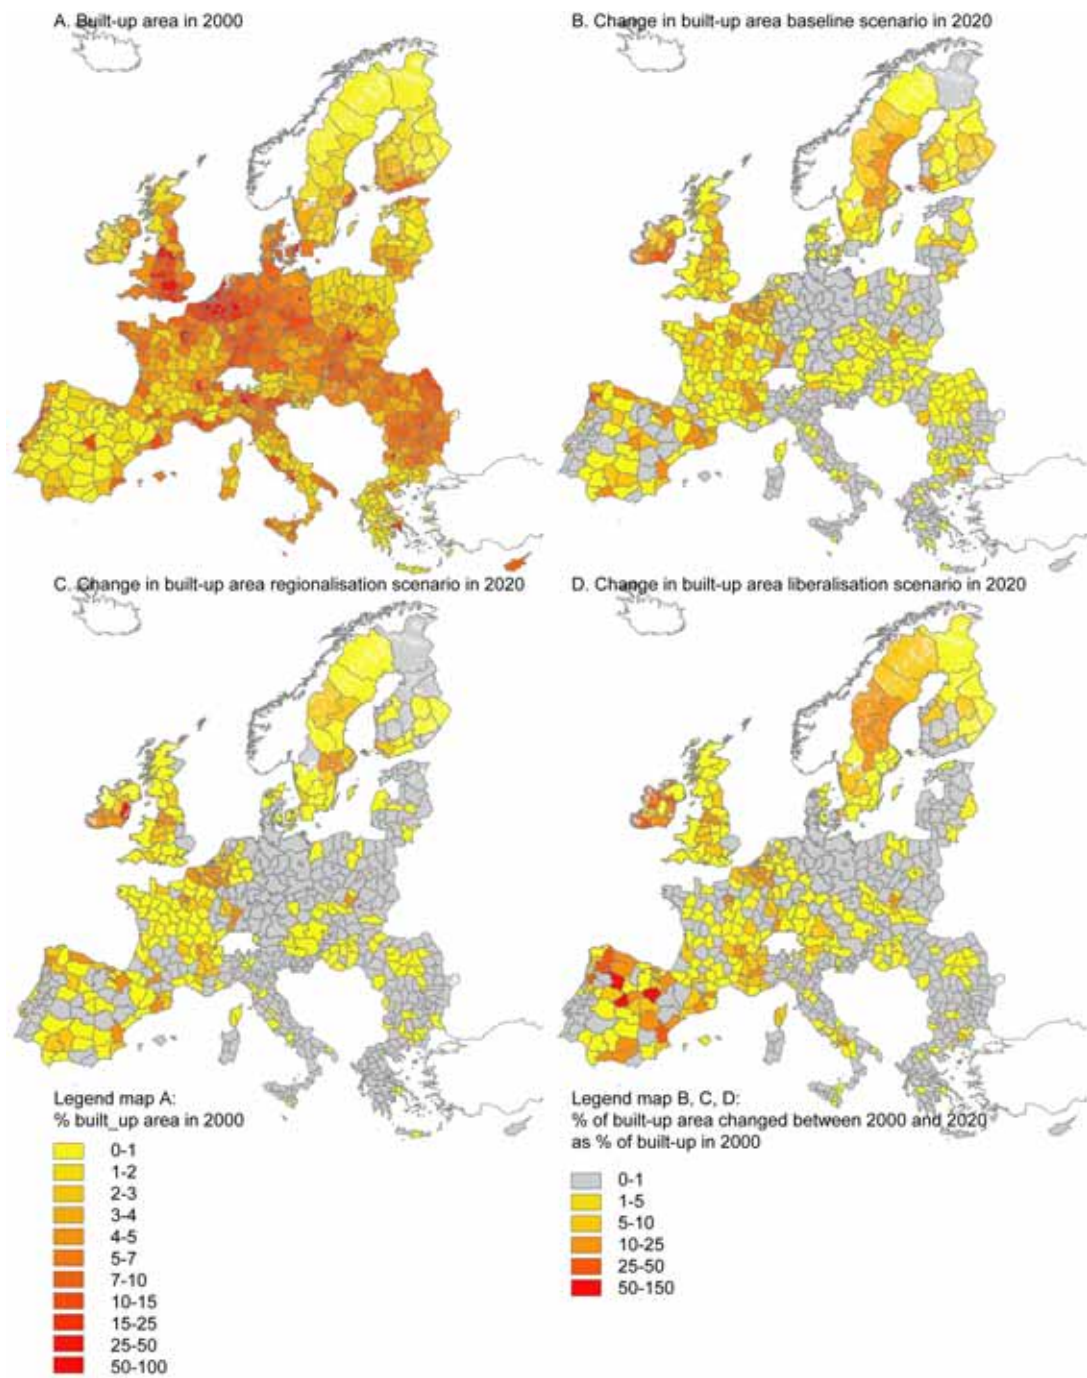 A. Built-up area in 2000
B. Change in built-up area baseline scenario in 2020
C. Change in built-up area regionalisation scenario in 2020
D. Change in built-up area liberalisation scenario in 2020
Legend map A:
% built_up area in 2000
0-1
1-2
2-3
3-4
4-5
5-7
7-10
10-15
15-25
25-50
50-100
Legend map B, C, D:
% of built-up area changed between 2000 and 2020
as % of built-up in 2000
0-1
1-5
5-10
10-25
25-50
50-150